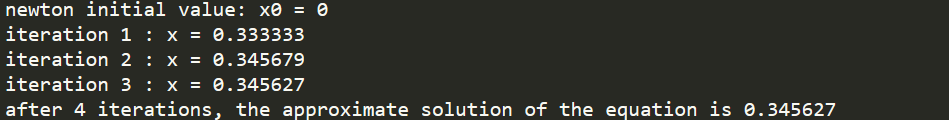 newton initial value: x0 = 0
iteration 1 : x = 0.333333
iteration 2 : x = 0.345679
iteration 3 : x = 0.345627
after 4 iterations, the approximate solution of the equation is 0.345627